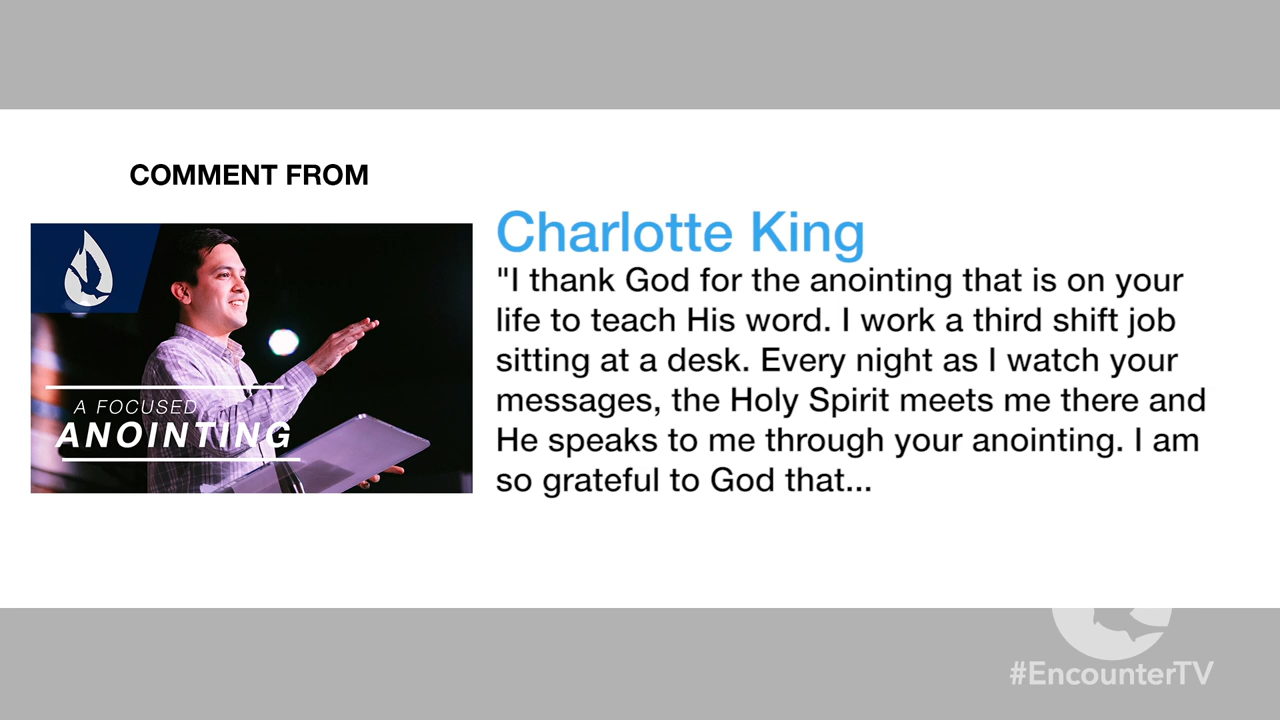 COMMENT FROM
A FOCUSED
ANOINTING
Charlotte King
"I thank God for the anointing that is on your
life to teach His word. I work a third shift job
sitting at a desk. Every night as I watch your
messages, the Holy Spirit meets me there and
He speaks to me through your anointing. I am
so grateful to God that...
#EncounterTV